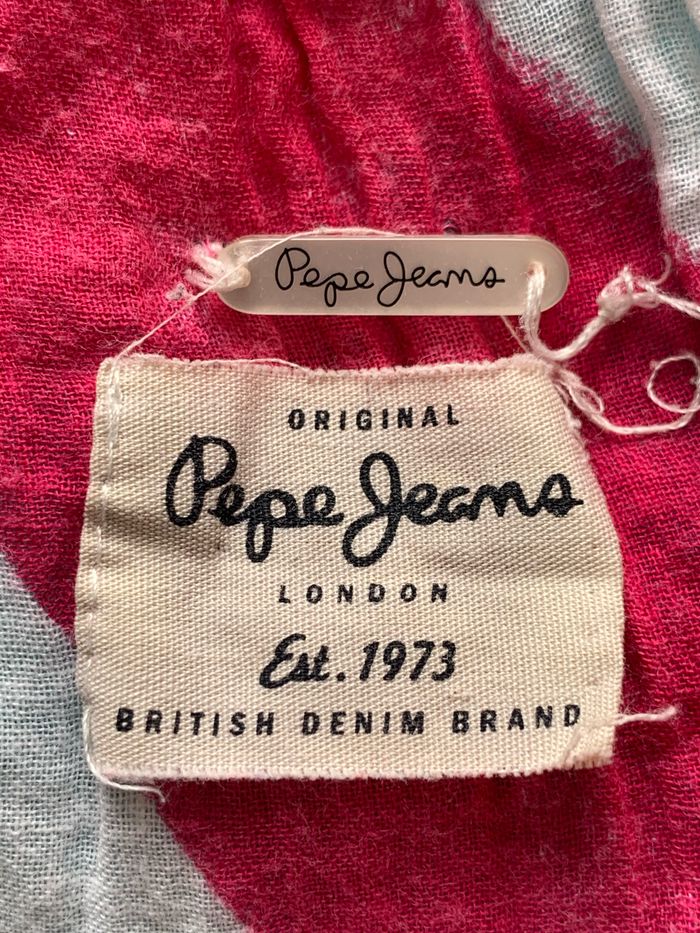 Pepe Jeans
ORIGINAL
Pepe Jeans
LONDON
Est. 1973
BRITISH DENIM BRAND